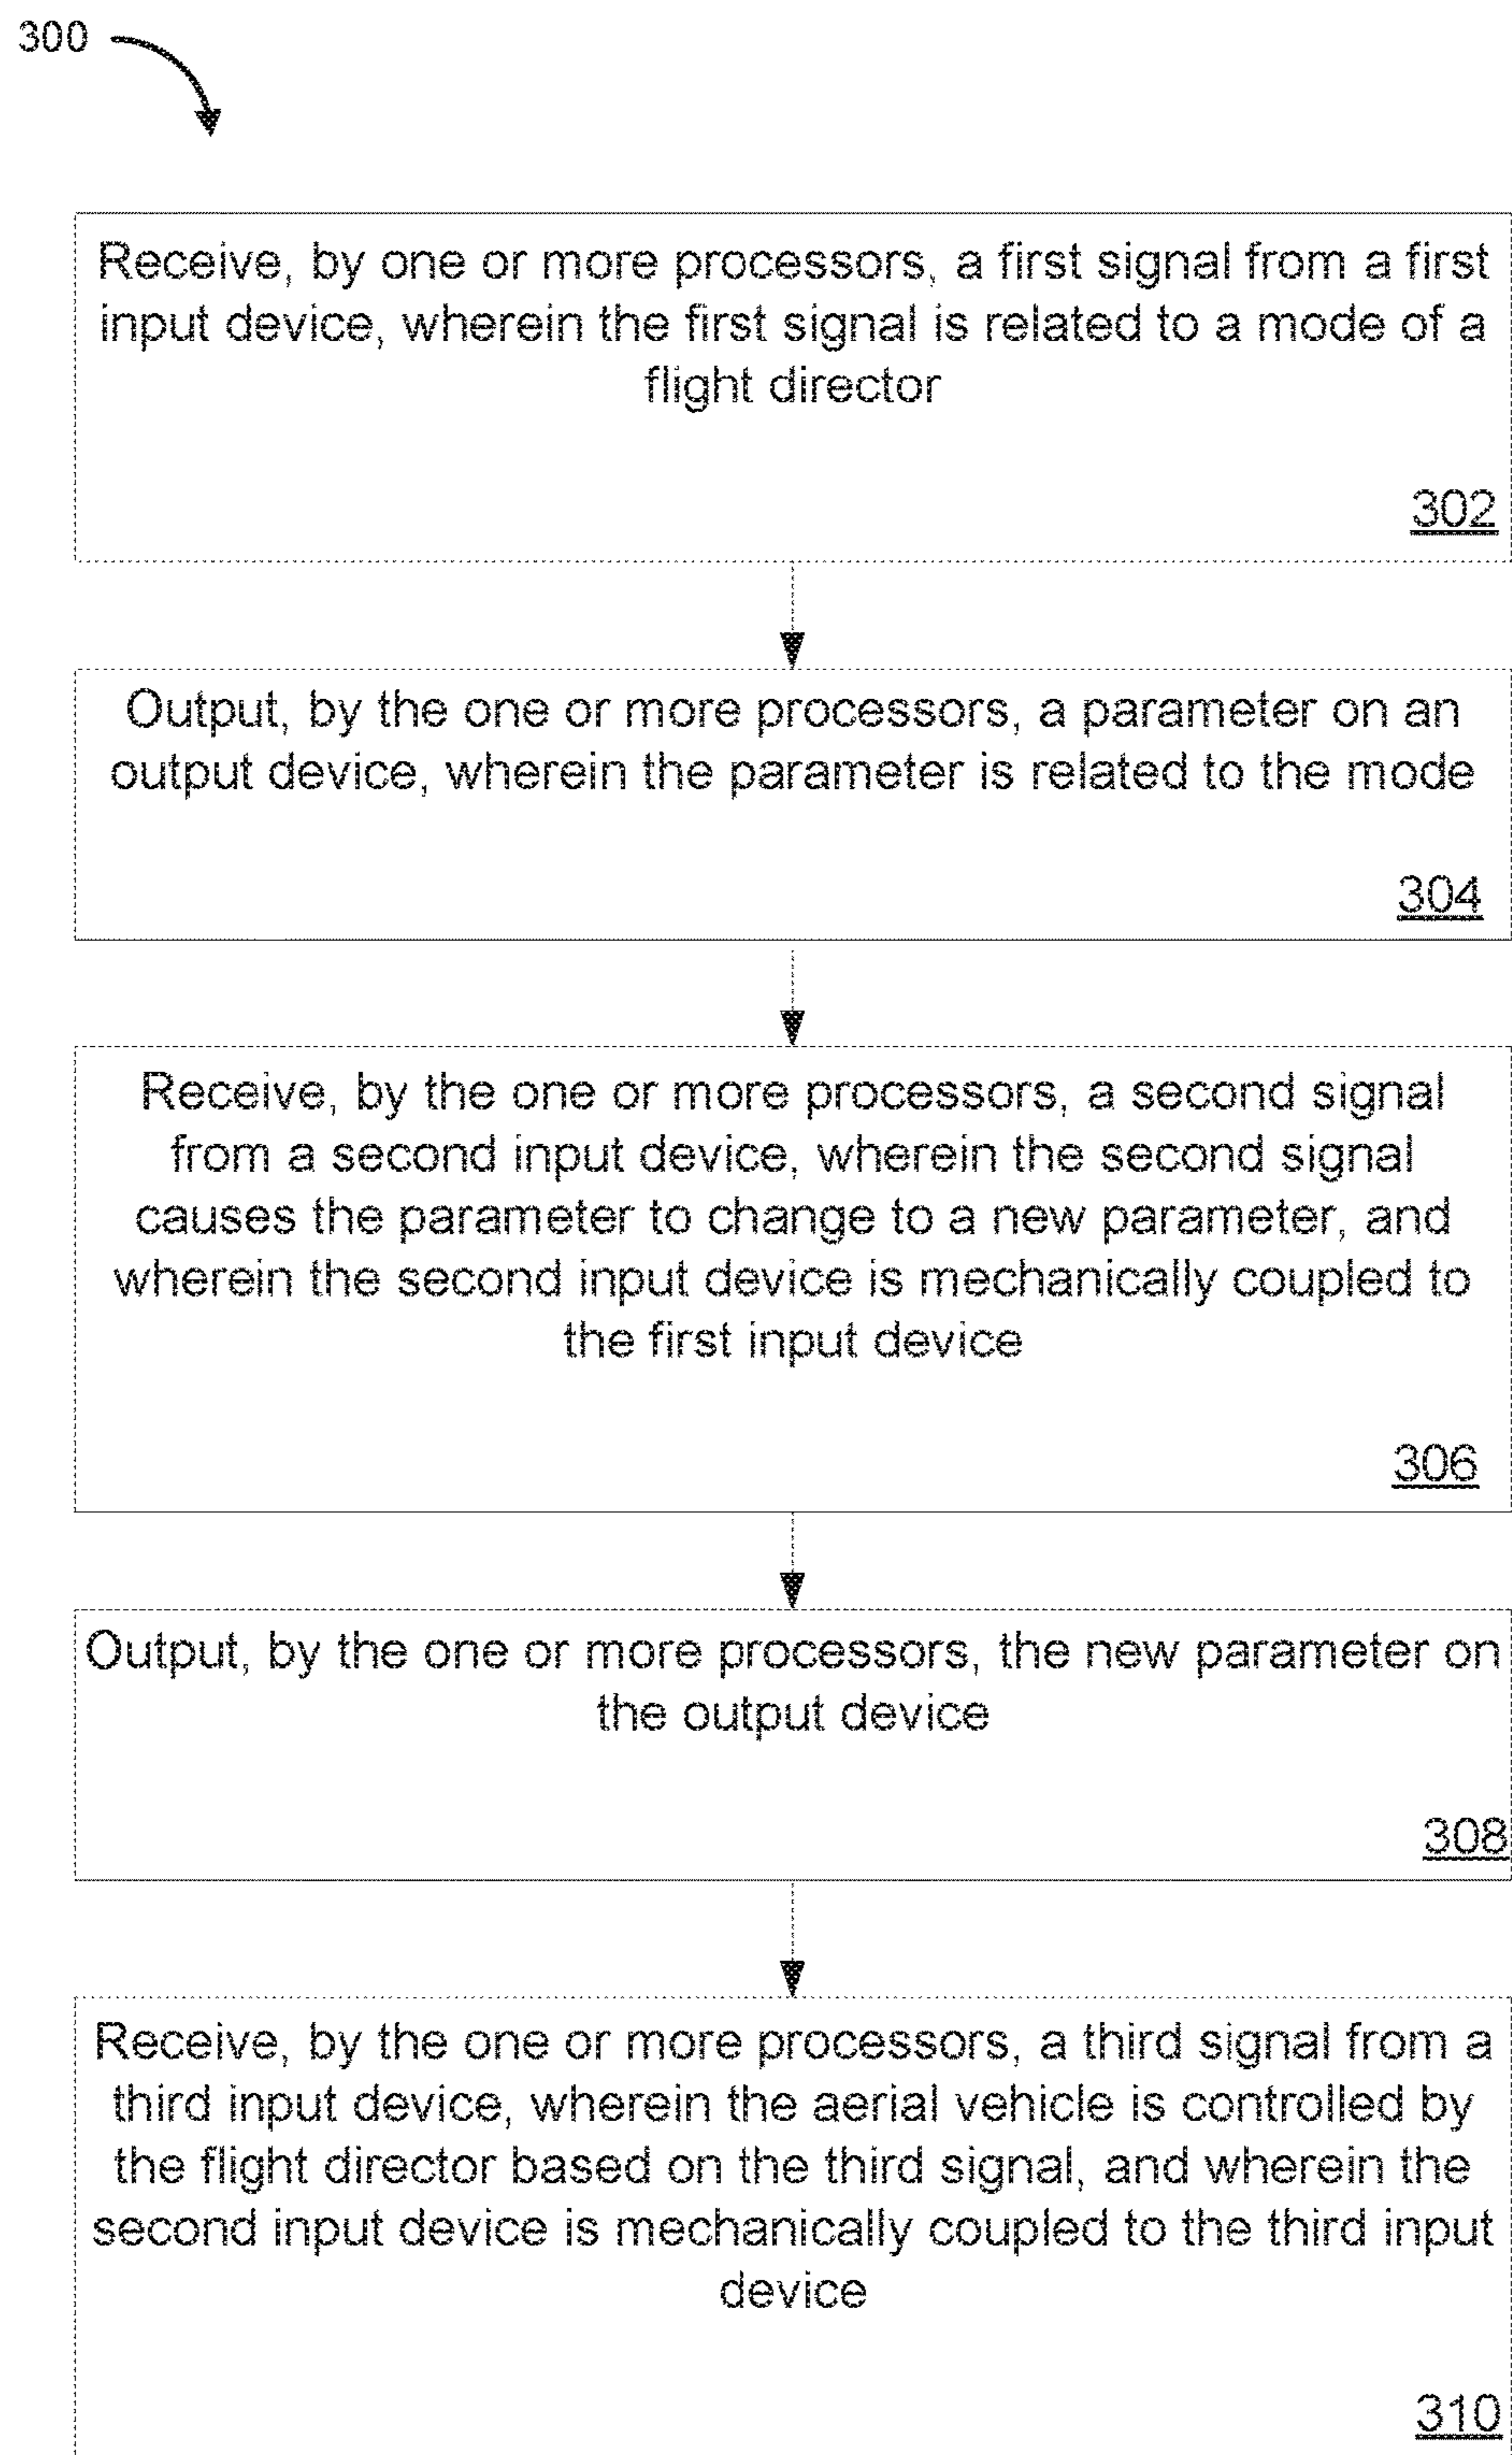 300
Receive, by one or more processors, a first signal from a first
input device, wherein the first signal is related to a mode of a
flight director
302
Output, by the one or more processors, a parameter on an
output device, wherein the parameter is related to the mode
304
Receive, by the one or more processors, a second signal
from a second input device, wherein the second signal
causes the parameter to change to a new parameter, and
wherein the second input device is mechanically coupled to
the first input device
306
Output, by the one or more processors, the new parameter on
the output device
308
Receive, by the one or more processors, a third signal from a
third input device, wherein the aerial vehicle is controlled by
the flight director based on the third signal, and wherein the
second input device is mechanically coupled to the third input
device
310